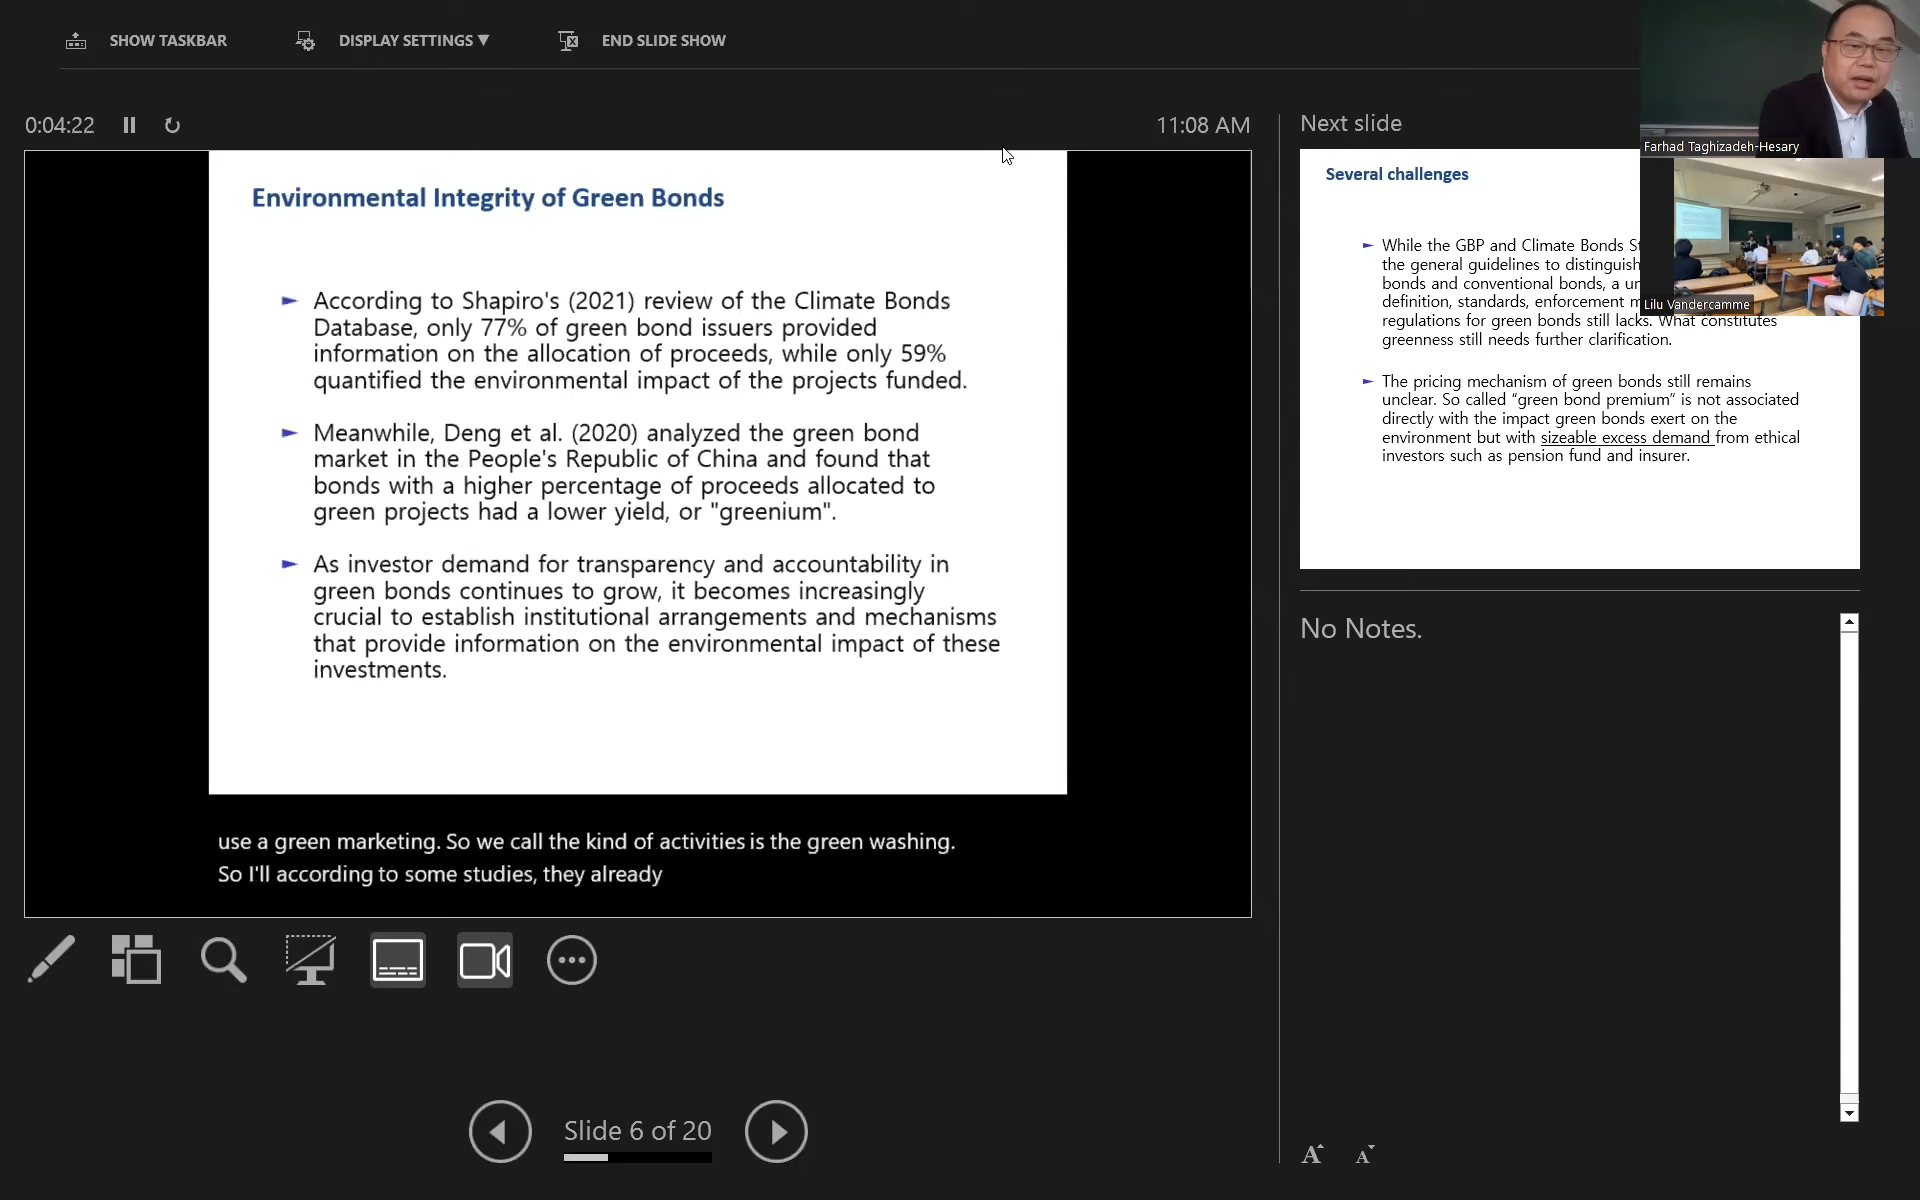 SHOW TASKBAR
DISPLAY SETTINGS ▼
END SLIDE SHOW
0:04:22
11:08 AM
Environmental Integrity of Green Bonds
► According to Shapiro's (2021) review of the Climate Bonds
Database, only 77% of green bond issuers provided
information on the allocation of proceeds, while only 59%
quantified the environmental impact of the projects funded.
► Meanwhile, Deng et al. (2020) analyzed the green bond
market in the People's Republic of China and found that
bonds with a higher percentage of proceeds allocated to
green projects had a lower yield, or "greenium".
► As investor demand for transparency and accountability in
green bonds continues to grow, it becomes increasingly
crucial to establish institutional arrangements and mechanisms
that provide information on the environmental impact of these
investments.
use a green marketing. So we call the kind of activities is the green washing.
So I'll according to some studies, they already
Slide 6 of 20
Next slide
Several challenges
► While the GBP and Climate Bonds
the general guidelines to distinguish
bonds and conventional bonds, a
definition, standards, enforcement
regulations for green bonds still lacks. What constitutes
greenness still needs further clarification.
► The pricing mechanism of green bonds still remains
unclear. So called “green bond premium” is not associated
directly with the impact green bonds exert on the
environment but with sizeable excess demand from ethical
investors such as pension fund and insurer.
Farhad Taghizadeh-Hesary
Lilu Vandercamme
No Notes.
A A